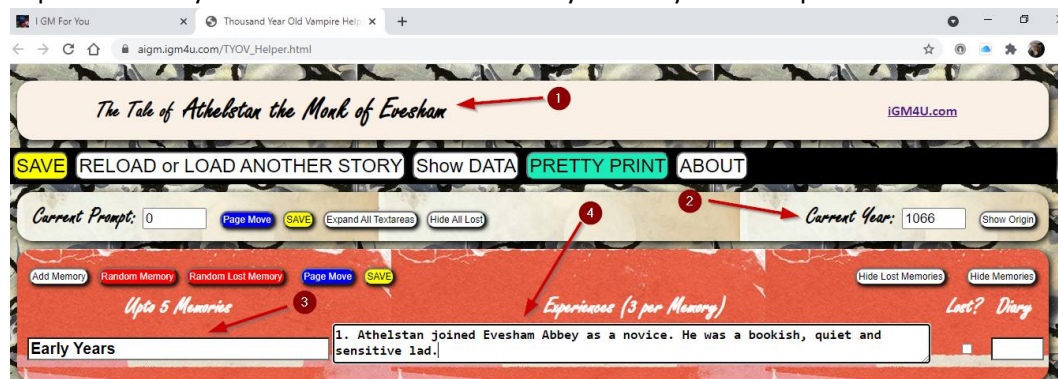 I GM For You
Thousand Year Old Vampire Help
aigm.igm4u.com/TYOV_Helper.html
The Tale of Athelstan the Monk of Evesham
1
iGM4U.com
SAVE RELOAD or LOAD ANOTHER STORY Show DATA PRETTY PRINT ABOUT
Current Prompt: 0 Page Move SAVE Expand All Textareas Hide All Lost
4
2
Current Year: 1066 Show Origin
Add Memory Random Memory Random Lost Memory Page Move SAVE
Hide Lost Memories Hide Memories
Upto 5 Memories
3
Experiences (3 per Memory)
Lost? Diary
Early Years
1. Athelstan joined Evesham Abbey as a novice. He was a bookish, quiet and
sensitive lad.